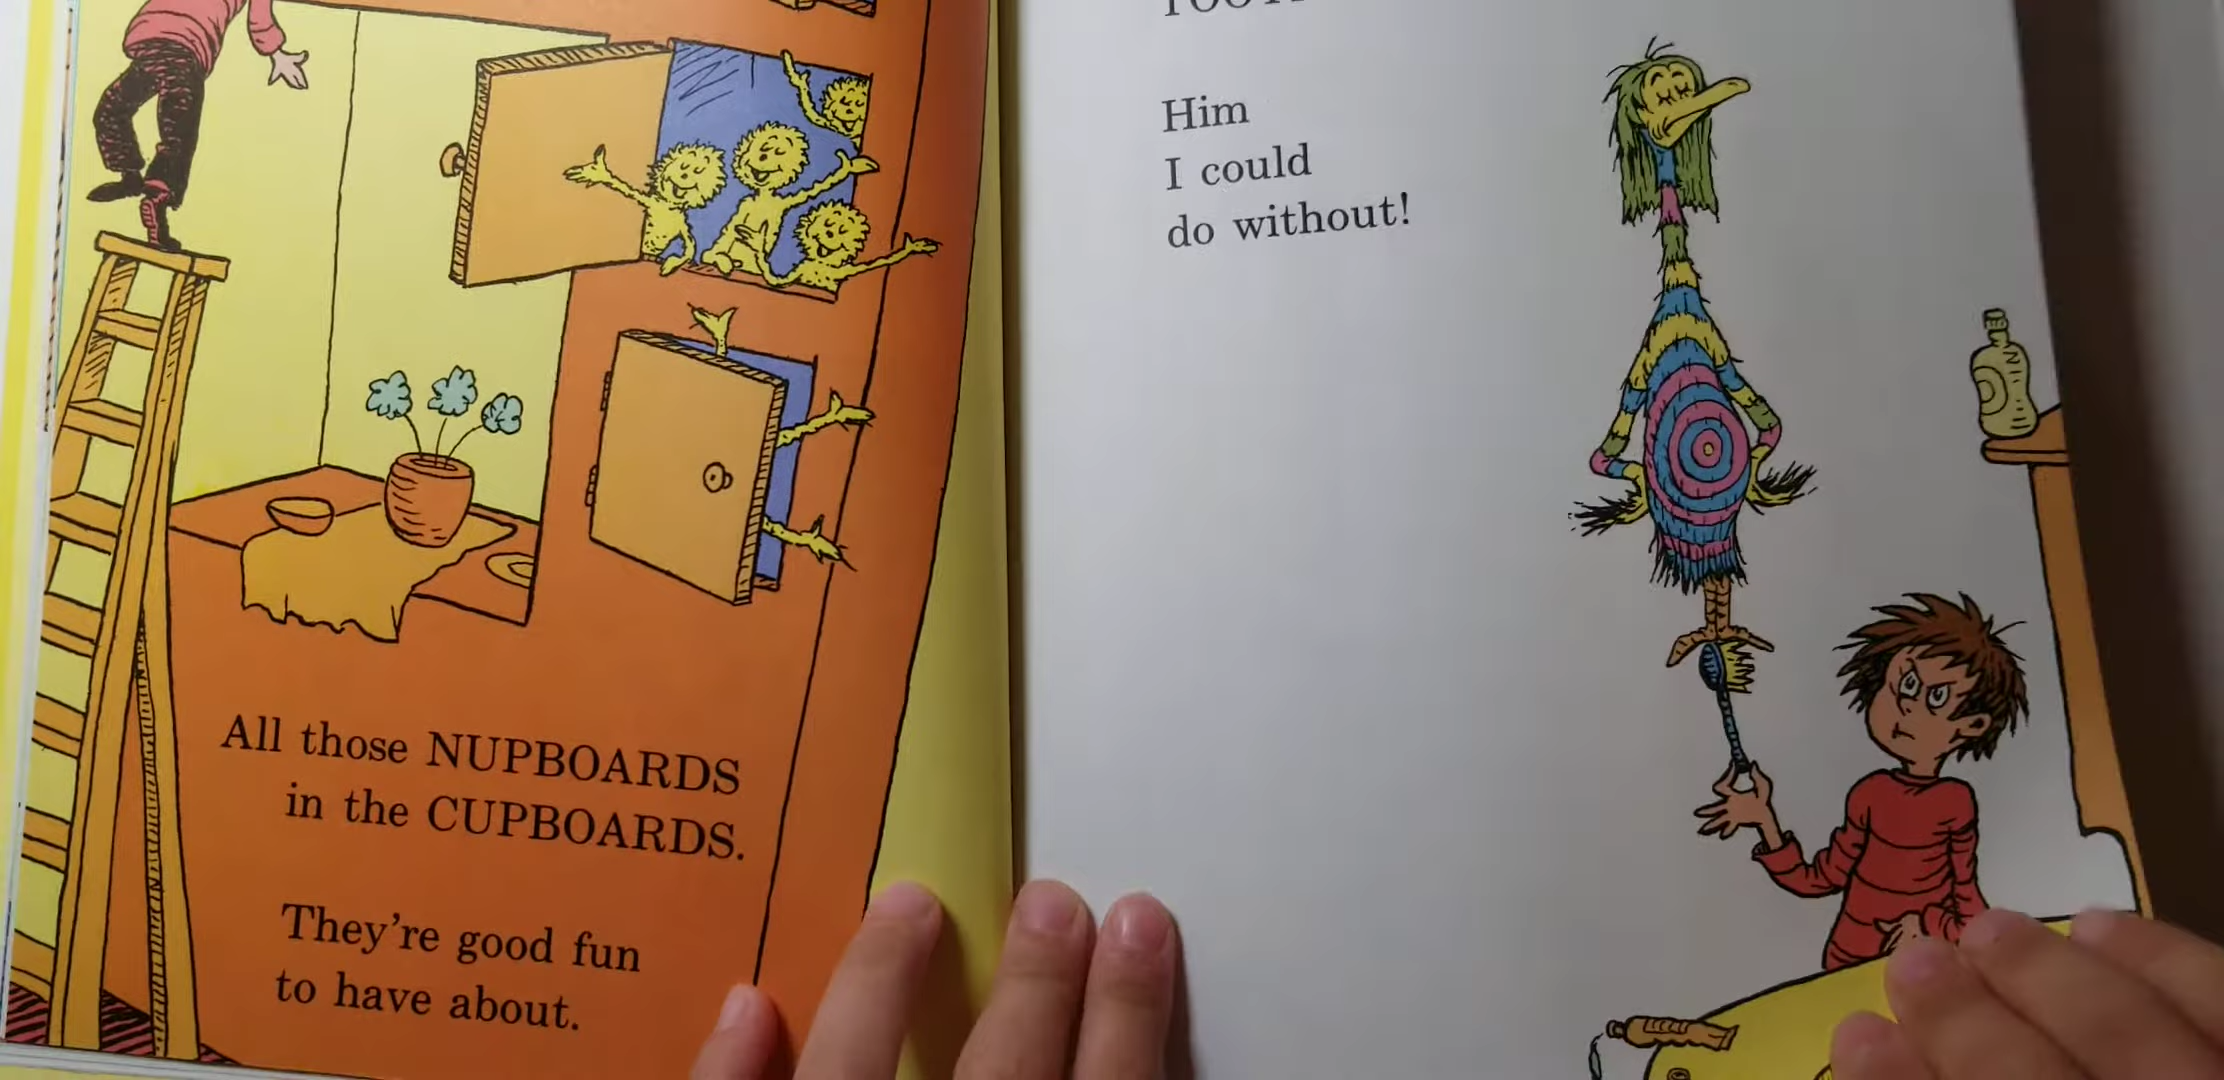 All those NUPBOARDS
in the CUPBOARDS.
They're good fun
to have about.
Him
I could
do without!